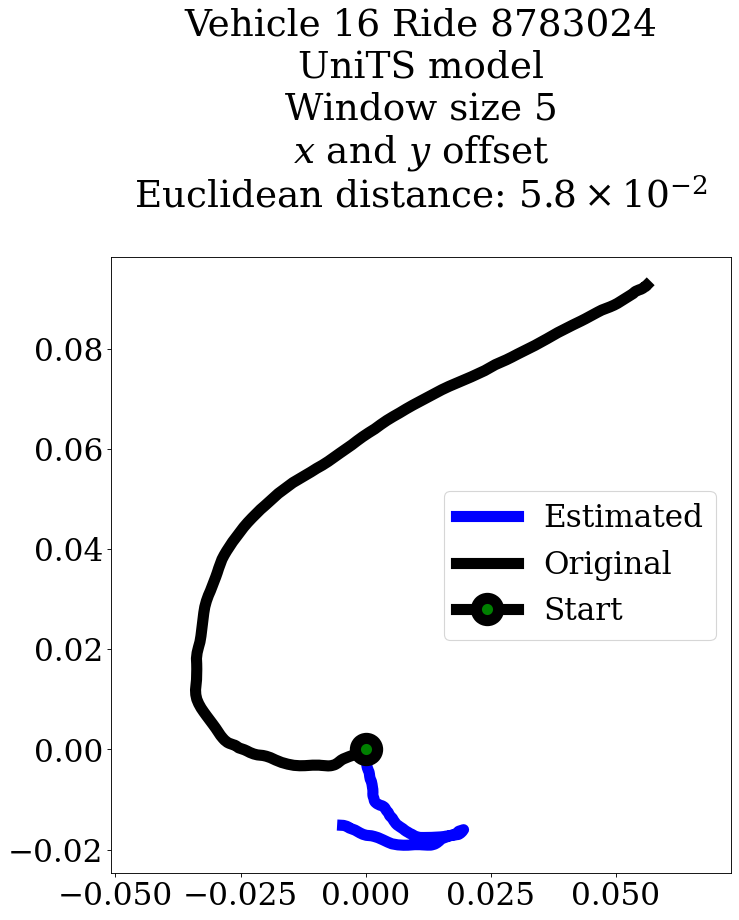 Vehicle 16 Ride 8783024
UniTS model
Window size 5
x and y offset
Euclidean distance: 5.8 × 10⁻²
0.08
0.06
0.04
0.02
0.00
−0.02
Estimated
Original
Start
−0.050 −0.025 0.000 0.025 0.050